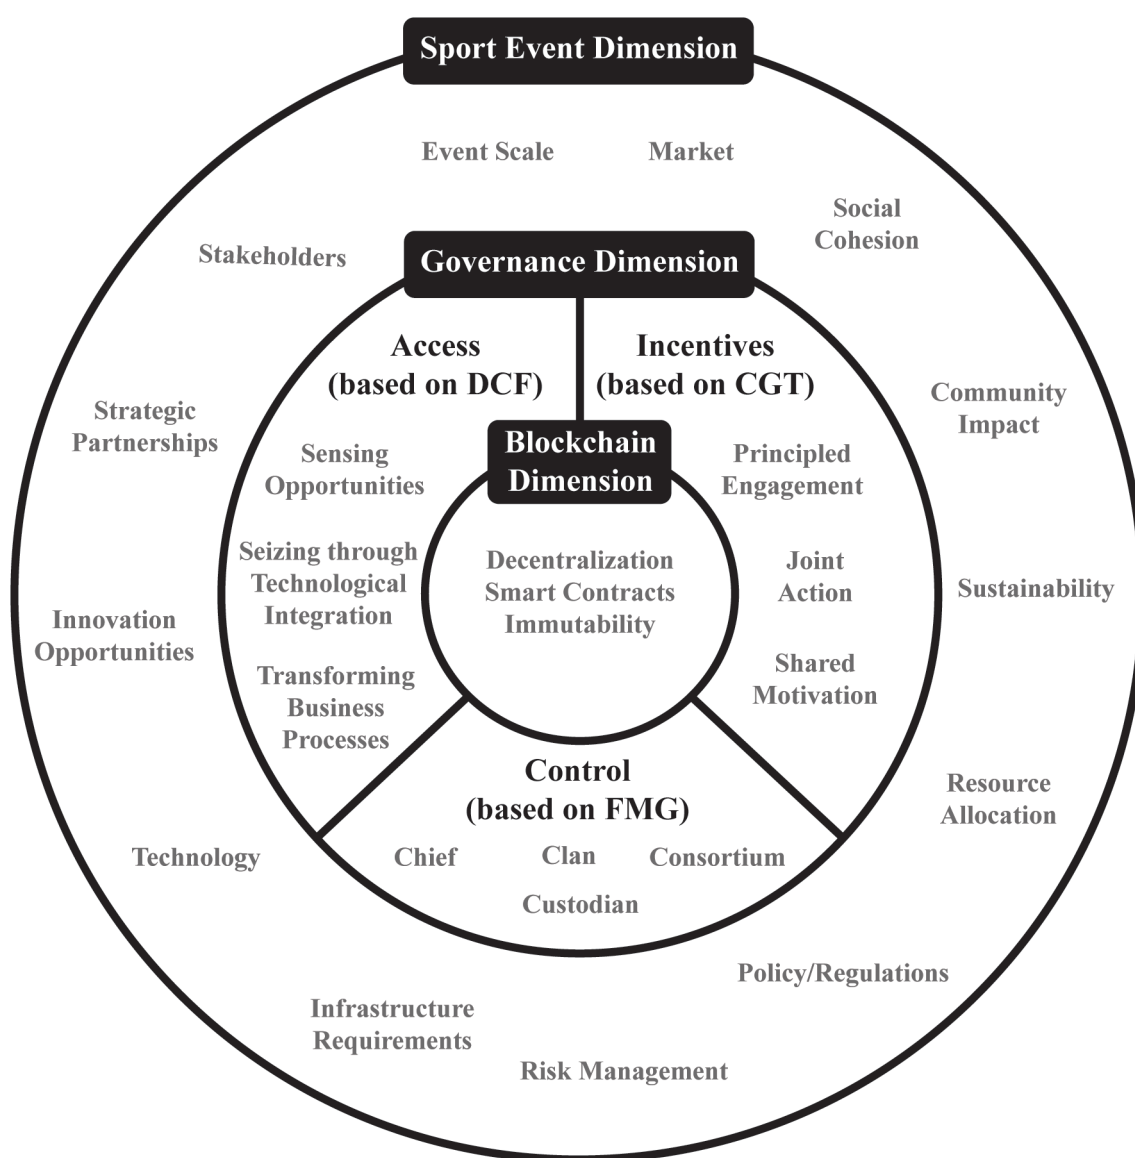 Sport Event Dimension
Event Scale
Market
Social
Cohesion
Stakeholders
Governance Dimension
Access
(based on DCF)
Incentives
(based on CGT)
Strategic
Partnerships
Community
Impact
Blockchain
Dimension
Sensing
Opportunities
Principled
Engagement
Seizing through
Technological
Integration
Decentralization
Smart Contracts
Immutability
Joint
Action
Sustainability
Innovation
Opportunities
Transforming
Business
Processes
Shared
Motivation
Control
(based on FMG)
Resource
Allocation
Technology
Chief
Clan
Consortium
Custodian
Policy/Regulations
Infrastructure
Requirements
Risk Management